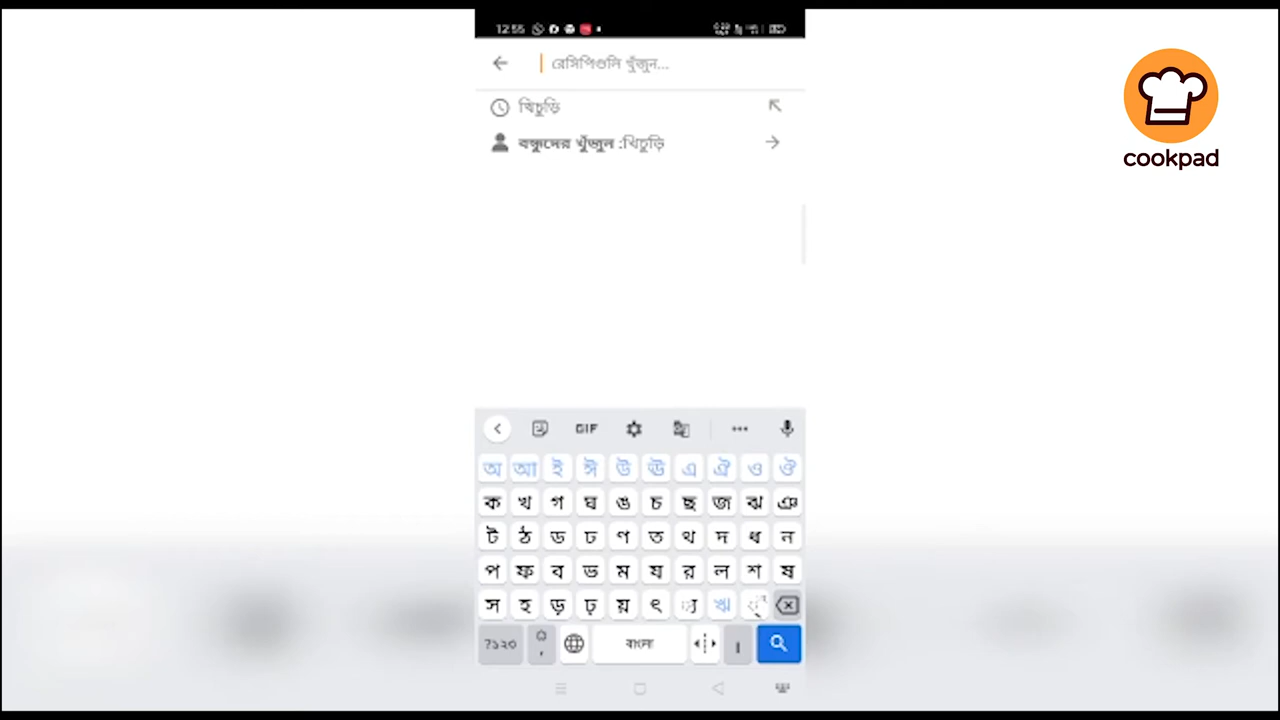 12:55
রেসিপিগুলি খুঁজুন...
খিচুড়ি
বন্ধুদের খুঁজুন :খিচুড়ি
cookpad
GIF
অ আ ই ঈ উ ঊ এ ঐ ও ঔ
ক খ গ ঘ ঙ চ ছ জ ঝ ঞ
ট ঠ ড ঢ ণ ত থ দ ধ ন
প ফ ব ভ ম য র ল শ ষ
স হ ড় ঢ় য় ৎ ্য ঋ
?১২৩ , বাংলা ।